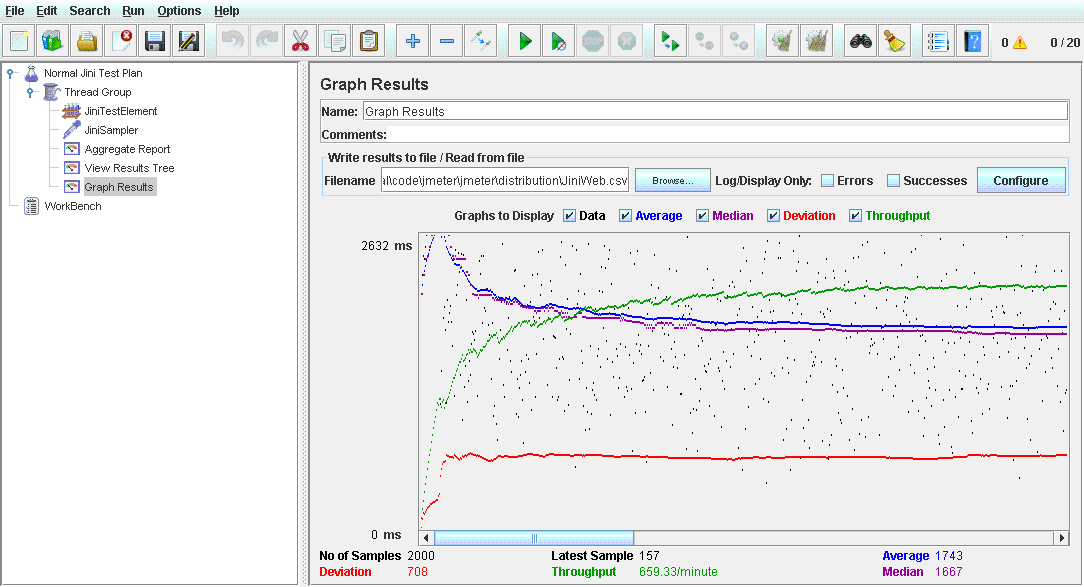 File Edit Search Run Options Help
0 0 / 20
Normal Jini Test Plan
Thread Group
JiniTestElement
JiniSampler
Aggregate Report
View Results Tree
Graph Results
WorkBench
Graph Results
Name: Graph Results
Comments:
Write results to file / Read from file
Filename al\code\jmeter\jmeter\distribution\JiniWeb.csv Browse... Log/Display Only: Errors Successes Configure
Graphs to Display Data Average Median Deviation Throughput
2632 ms
0 ms
No of Samples 2000 Latest Sample 157 Average 1743
Deviation 708 Throughput 659.33/minute Median 1667